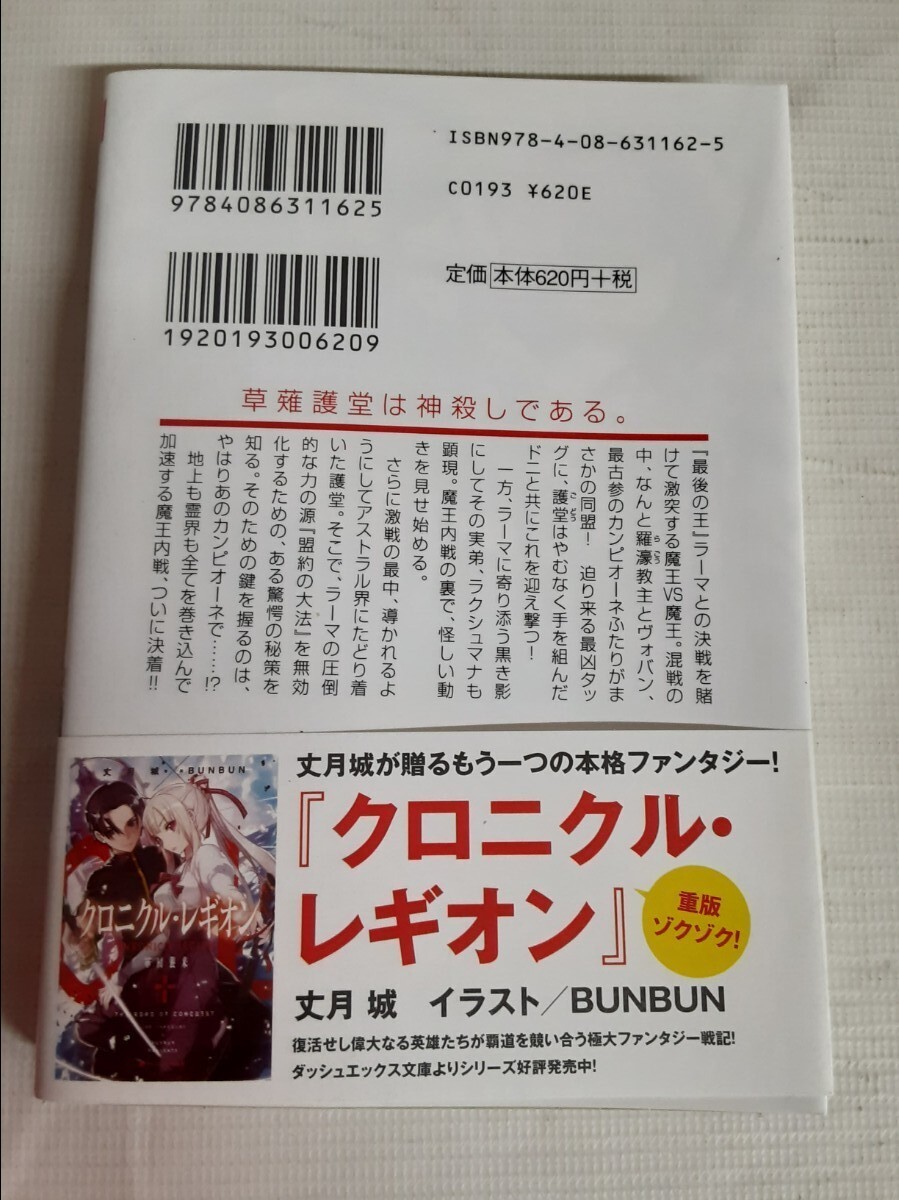 ISBN978-4-08-631162-5
9784086311625
C0193 ¥620E
定価 本体620円+税
1920193006209
草薙護堂は神殺しである。
『最後の王』ラーマとの決戦を賭
けて激突する魔王VS魔王。混戦の
中、なんと羅濠教主とヴォバン、
最古参のカンピオーネふたりがま
さかの同盟！　迫り来る最凶タッ
グに、護堂はやむなく手を組んだ
ドニと共にこれを迎え撃つ！
一方、ラーマに寄り添う黒き影
にしてその実弟、ラクシュマナも
顕現。魔王内戦の裏で、怪しい動
きを見せ始める。
さらに激戦の最中、導かれるよ
うにしてアストラル界にたどり着
いた護堂。そこで、ラーマの圧倒
的な力の源『盟約の大法』を無効
化するための、ある驚愕の秘策を
知る。そのための鍵を握るのは、
やはりあのカンピオーネで……!?
地上も霊界も全てを巻き込んで
加速する魔王内戦、ついに決着!!
丈月城が贈るもう一つの本格ファンタジー!
『クロニクル・
レギオン』
重版
ゾクゾク!
丈月 城　イラスト／BUNBUN
復活せし偉大なる英雄たちが覇道を競い合う極大ファンタジー戦記!
ダッシュエックス文庫よりシリーズ好評発売中!
丈月城×BUNBUN
クロニクル・レギオン